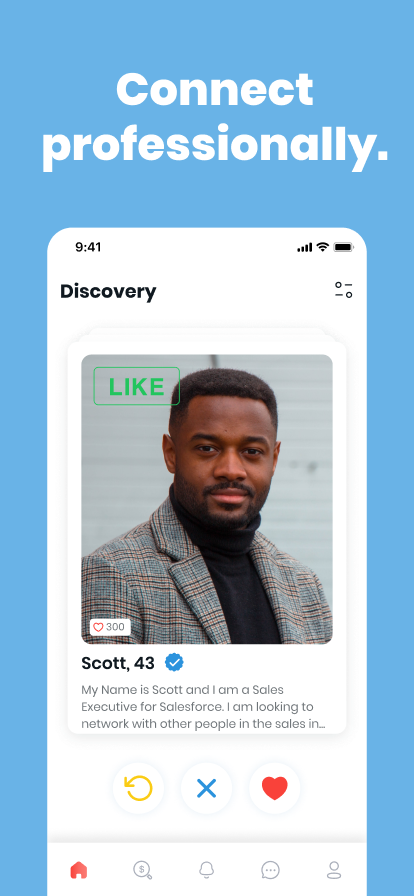 Connect
professionally.
9:41
Discovery
LIKE
300
Scott, 43
My Name is Scott and I am a Sales
Executive for Salesforce. I am looking to
network with other people in the sales in...
$